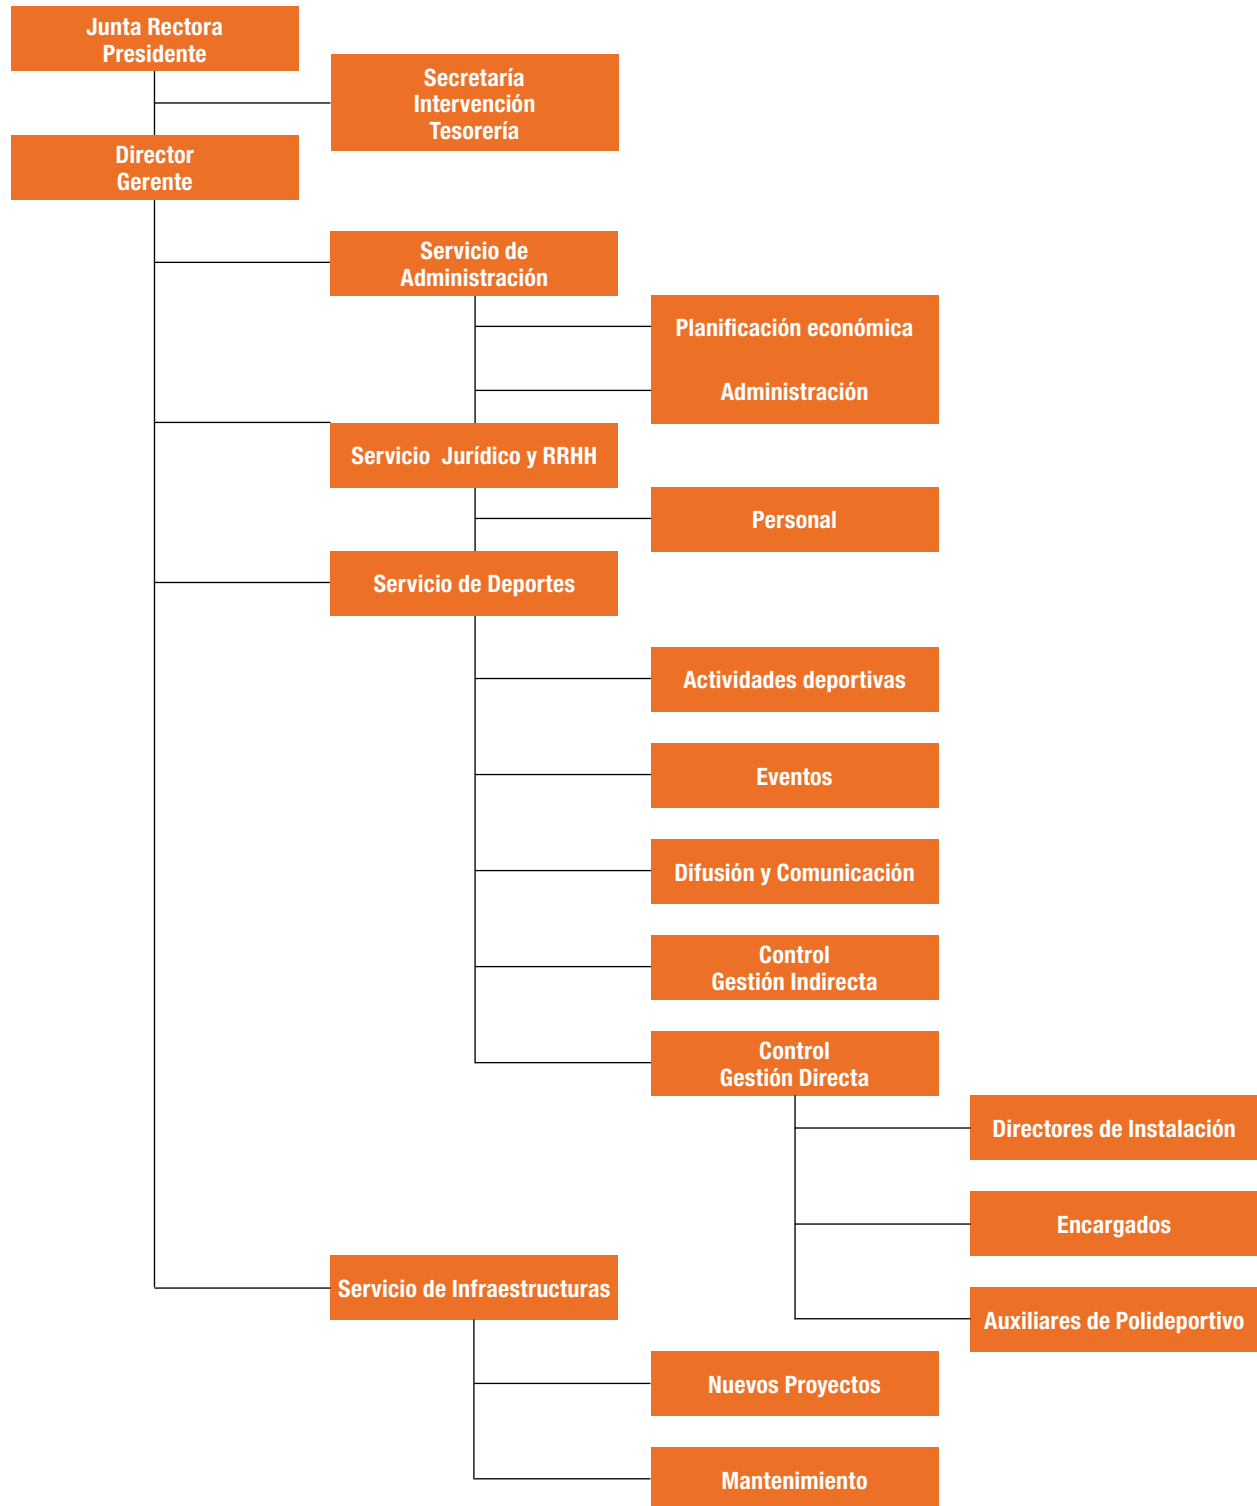 Junta Rectora
Presidente
Secretaría
Intervención
Tesorería
Director
Gerente
Servicio de
Administración
Planificación económica
Administración
Servicio Jurídico y RRHH
Personal
Servicio de Deportes
Actividades deportivas
Eventos
Difusión y Comunicación
Control
Gestión Indirecta
Control
Gestión Directa
Directores de Instalación
Encargados
Auxiliares de Polideportivo
Servicio de Infraestructuras
Nuevos Proyectos
Mantenimiento